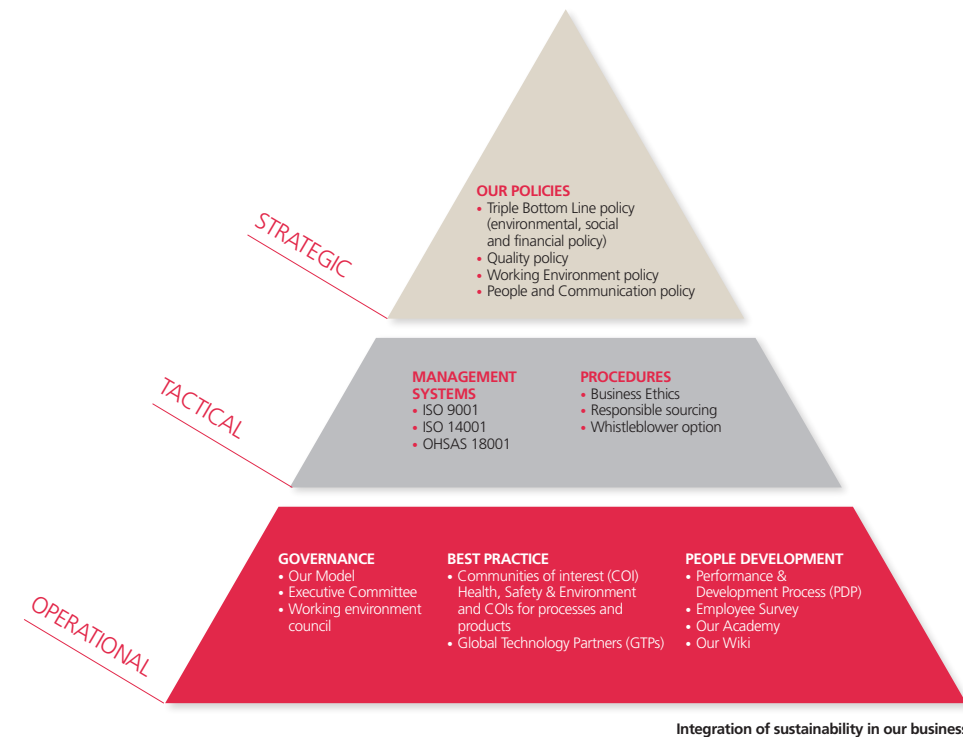 STRATEGIC
OUR POLICIES
• Triple Bottom Line policy
(environmental, social
and financial policy)
• Quality policy
• Working Environment policy
• People and Communication policy
TACTICAL
MANAGEMENT
SYSTEMS
• ISO 9001
• ISO 14001
• OHSAS 18001
PROCEDURES
• Business Ethics
• Responsible sourcing
• Whistleblower option
OPERATIONAL
GOVERNANCE
• Our Model
• Executive Committee
• Working environment
council
BEST PRACTICE
• Communities of interest (COI)
Health, Safety & Environment
and COIs for processes and
products
• Global Technology Partners (GTPs)
PEOPLE DEVELOPMENT
• Performance &
Development Process (PDP)
• Employee Survey
• Our Academy
• Our Wiki
Integration of sustainability in our business